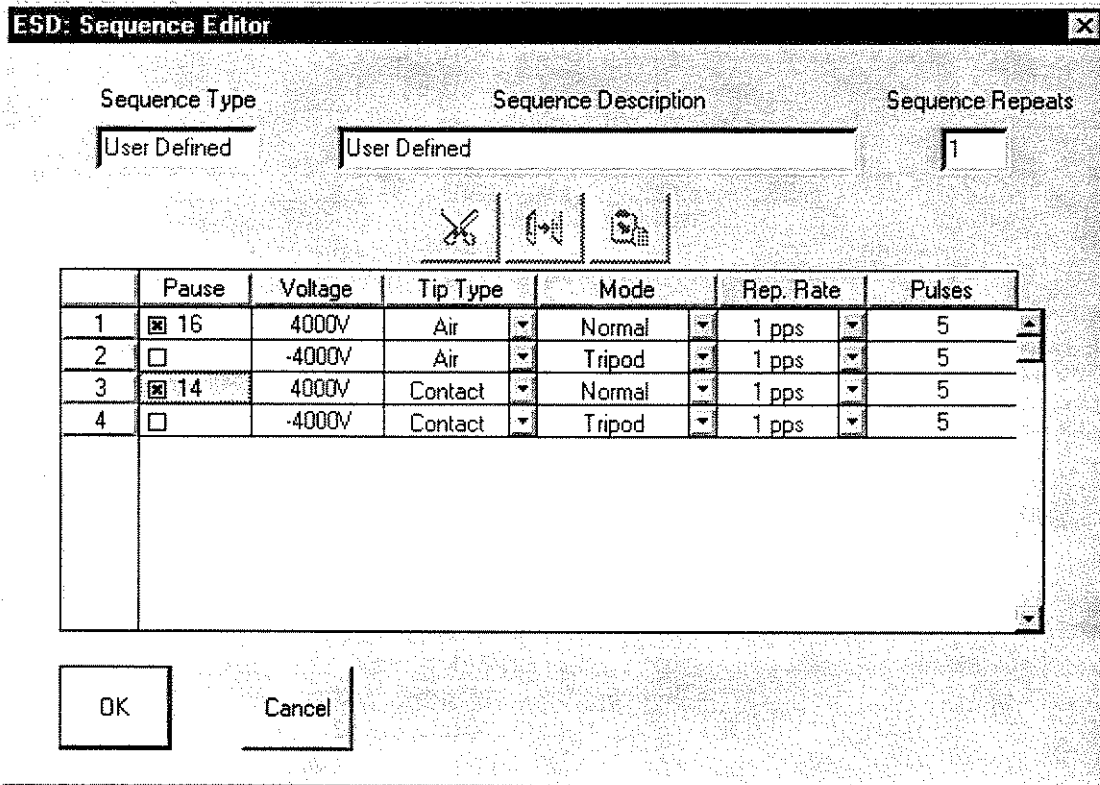 ESD: Sequence Editor
Sequence Type Sequence Description Sequence Repeats
User Defined User Defined 1
Pause Voltage Tip Type Mode Rep. Rate Pulses
1 16 4000V Air Normal 1 pps 5
2 -4000V Air Tripod 1 pps 5
3 14 4000V Contact Normal 1 pps 5
4 -4000V Contact Tripod 1 pps 5
OK Cancel